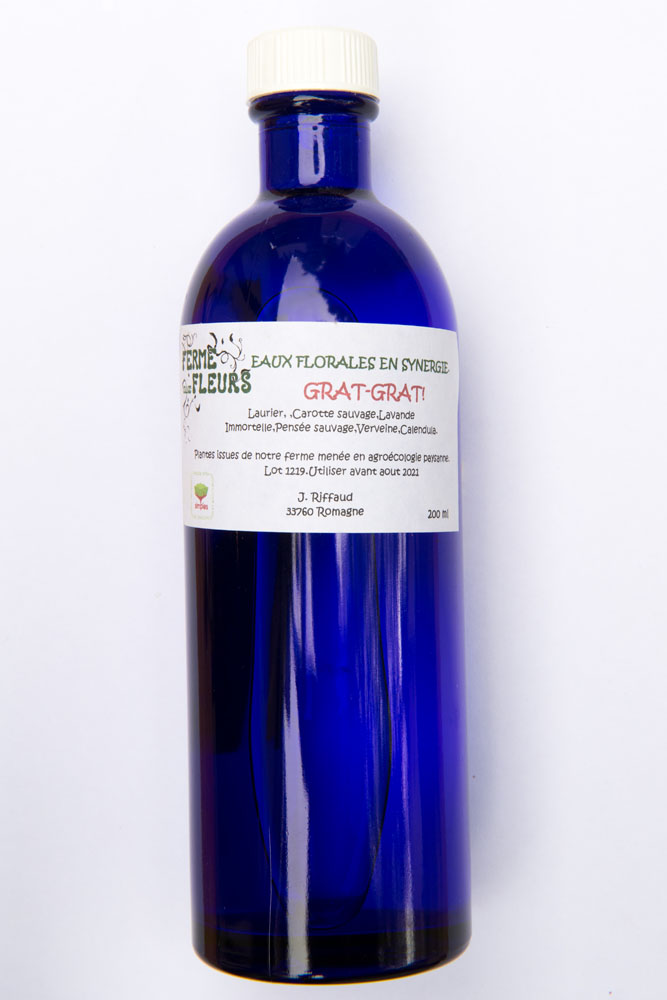 FERME
FLEURS
EAUX FLORALES EN SYNERGIE.
GRAT-GRAT!
Laurier, ,Carotte sauvage,Lavande
Immortelle,Pensée sauvage,Verveine,Calendula.
Plantes issues de notre ferme menée en agroécologie paysanne.
Lot 1219.Utiliser avant aout 2021
J. Riffaud
33760 Romagne
200 ml
simples